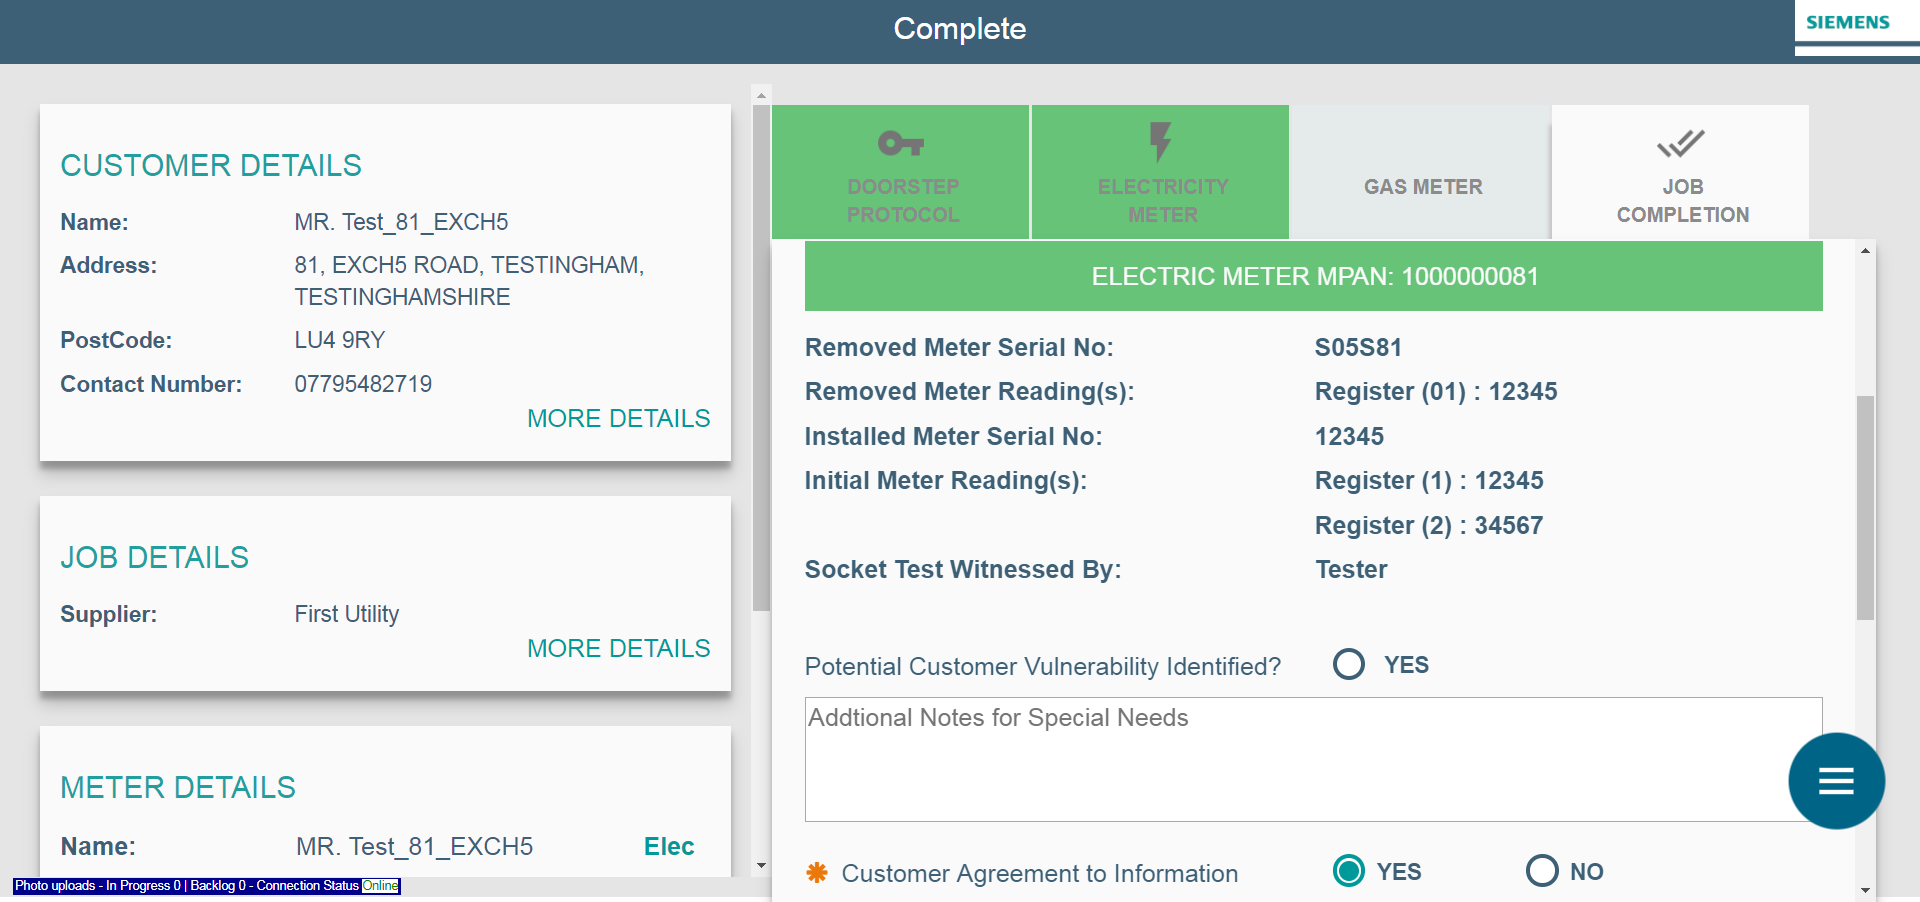 Complete
SIEMENS
CUSTOMER DETAILS
Name: MR. Test_81_EXCH5
Address: 81, EXCH5 ROAD, TESTINGHAM,
TESTINGHAMSHIRE
PostCode: LU4 9RY
Contact Number: 07795482719
MORE DETAILS
JOB DETAILS
Supplier: First Utility
MORE DETAILS
METER DETAILS
Name: MR. Test_81_EXCH5 Elec
Photo uploads - In Progress 0 | Backlog 0 - Connection Status Online
DOORSTEP
PROTOCOL
ELECTRICITY
METER
GAS METER
JOB
COMPLETION
ELECTRIC METER MPAN: 1000000081
Removed Meter Serial No: S05S81
Removed Meter Reading(s): Register (01) : 12345
Installed Meter Serial No: 12345
Initial Meter Reading(s): Register (1) : 12345
Register (2) : 34567
Socket Test Witnessed By: Tester
Potential Customer Vulnerability Identified? YES
Addtional Notes for Special Needs
Customer Agreement to Information YES NO